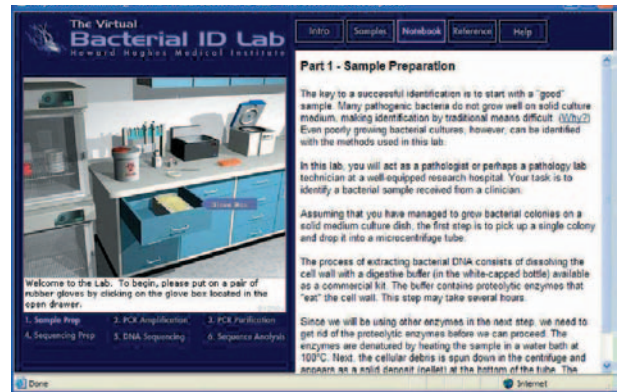 The Virtual
Bacterial ID Lab
Howard Hughes Medical Institute
Intro
Samples
Notebook
Reference
Help
Glove Box
Welcome to the Lab. To begin, please put on a pair of
rubber gloves by clicking on the glove box located in the
open drawer.
1. Sample Prep
2. PCR Amplification
3. PCR Purification
4. Sequencing Prep
5. DNA Sequencing
6. Sequence Analysis
Part 1 - Sample Preparation
The key to a successful identification is to start with a "good"
sample. Many pathogenic bacteria do not grow well on solid culture
medium, making identification by traditional means difficult. (Why?)
Even poorly growing bacterial cultures, however, can be identified
with the methods used in this lab.
In this lab, you will act as a pathologist or perhaps a pathology lab
technician at a well-equipped research hospital. Your task is to
identify a bacterial sample received from a clinician.
Assuming that you have managed to grow bacterial colonies on a
solid medium culture dish, the first step is to pick up a single colony
and drop it into a microcentrifuge tube.
The process of extracting bacterial DNA consists of dissolving the
cell wall with a digestive buffer (in the white-capped bottle) available
as a commercial kit. The buffer contains proteolytic enzymes that
"eat" the cell wall. This step may take several hours.
Since we will be using other enzymes in the next step, we need to
get rid of the proteolytic enzymes before we can proceed. The
enzymes are denatured by heating the sample in a water bath at
100°C. Next, the cellular debris is spun down in the centrifuge and
appears as a solid deposit (pellet) at the bottom of the tube. The
Done
Internet